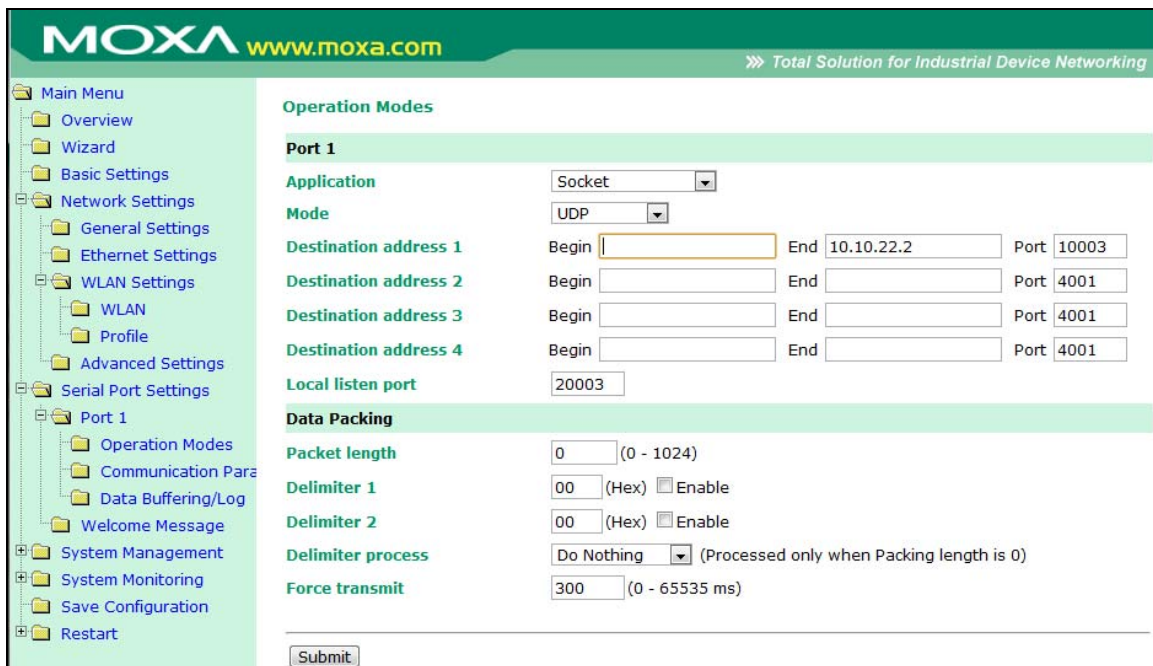 MOXA www.moxa.com
Total Solution for Industrial Device Networking
Main Menu
Overview
Wizard
Basic Settings
Network Settings
General Settings
Ethernet Settings
WLAN Settings
WLAN
Profile
Advanced Settings
Serial Port Settings
Port 1
Operation Modes
Communication Para
Data Buffering/Log
Welcome Message
System Management
System Monitoring
Save Configuration
Restart
Operation Modes
Port 1
Application Socket
Mode UDP
Destination address 1 Begin End 10.10.22.2 Port 10003
Destination address 2 Begin End Port 4001
Destination address 3 Begin End Port 4001
Destination address 4 Begin End Port 4001
Local listen port 20003
Data Packing
Packet length 0 (0 - 1024)
Delimiter 1 00 (Hex) Enable
Delimiter 2 00 (Hex) Enable
Delimiter process Do Nothing (Processed only when Packing length is 0)
Force transmit 300 (0 - 65535 ms)
Submit